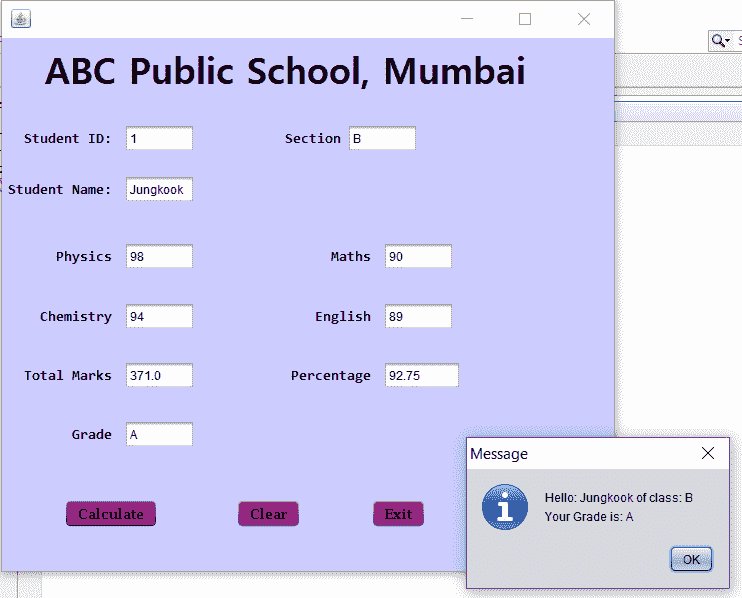 ABC Public School, Mumbai
Student ID: 1 Section B
Student Name: Jungkook
Physics 98 Maths 90
Chemistry 94 English 89
Total Marks 371.0 Percentage 92.75
Grade A
Calculate Clear Exit
Message
Hello: Jungkook of class: B
Your Grade is: A
OK